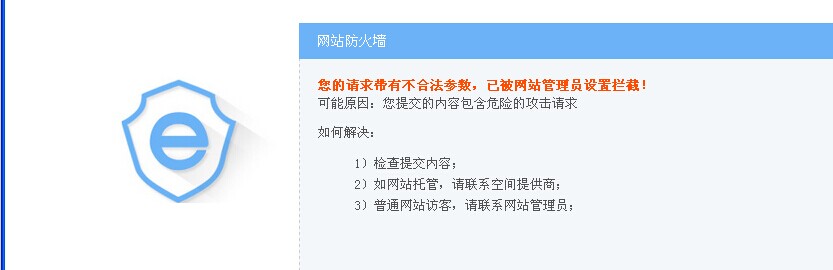 网站防火墙
您的请求带有不合法参数，已被网站管理员设置拦截！
可能原因：您提交的内容包含危险的攻击请求
如何解决：
1）检查提交内容；
2）如网站托管，请联系空间提供商；
3）普通网站访客，请联系网站管理员；